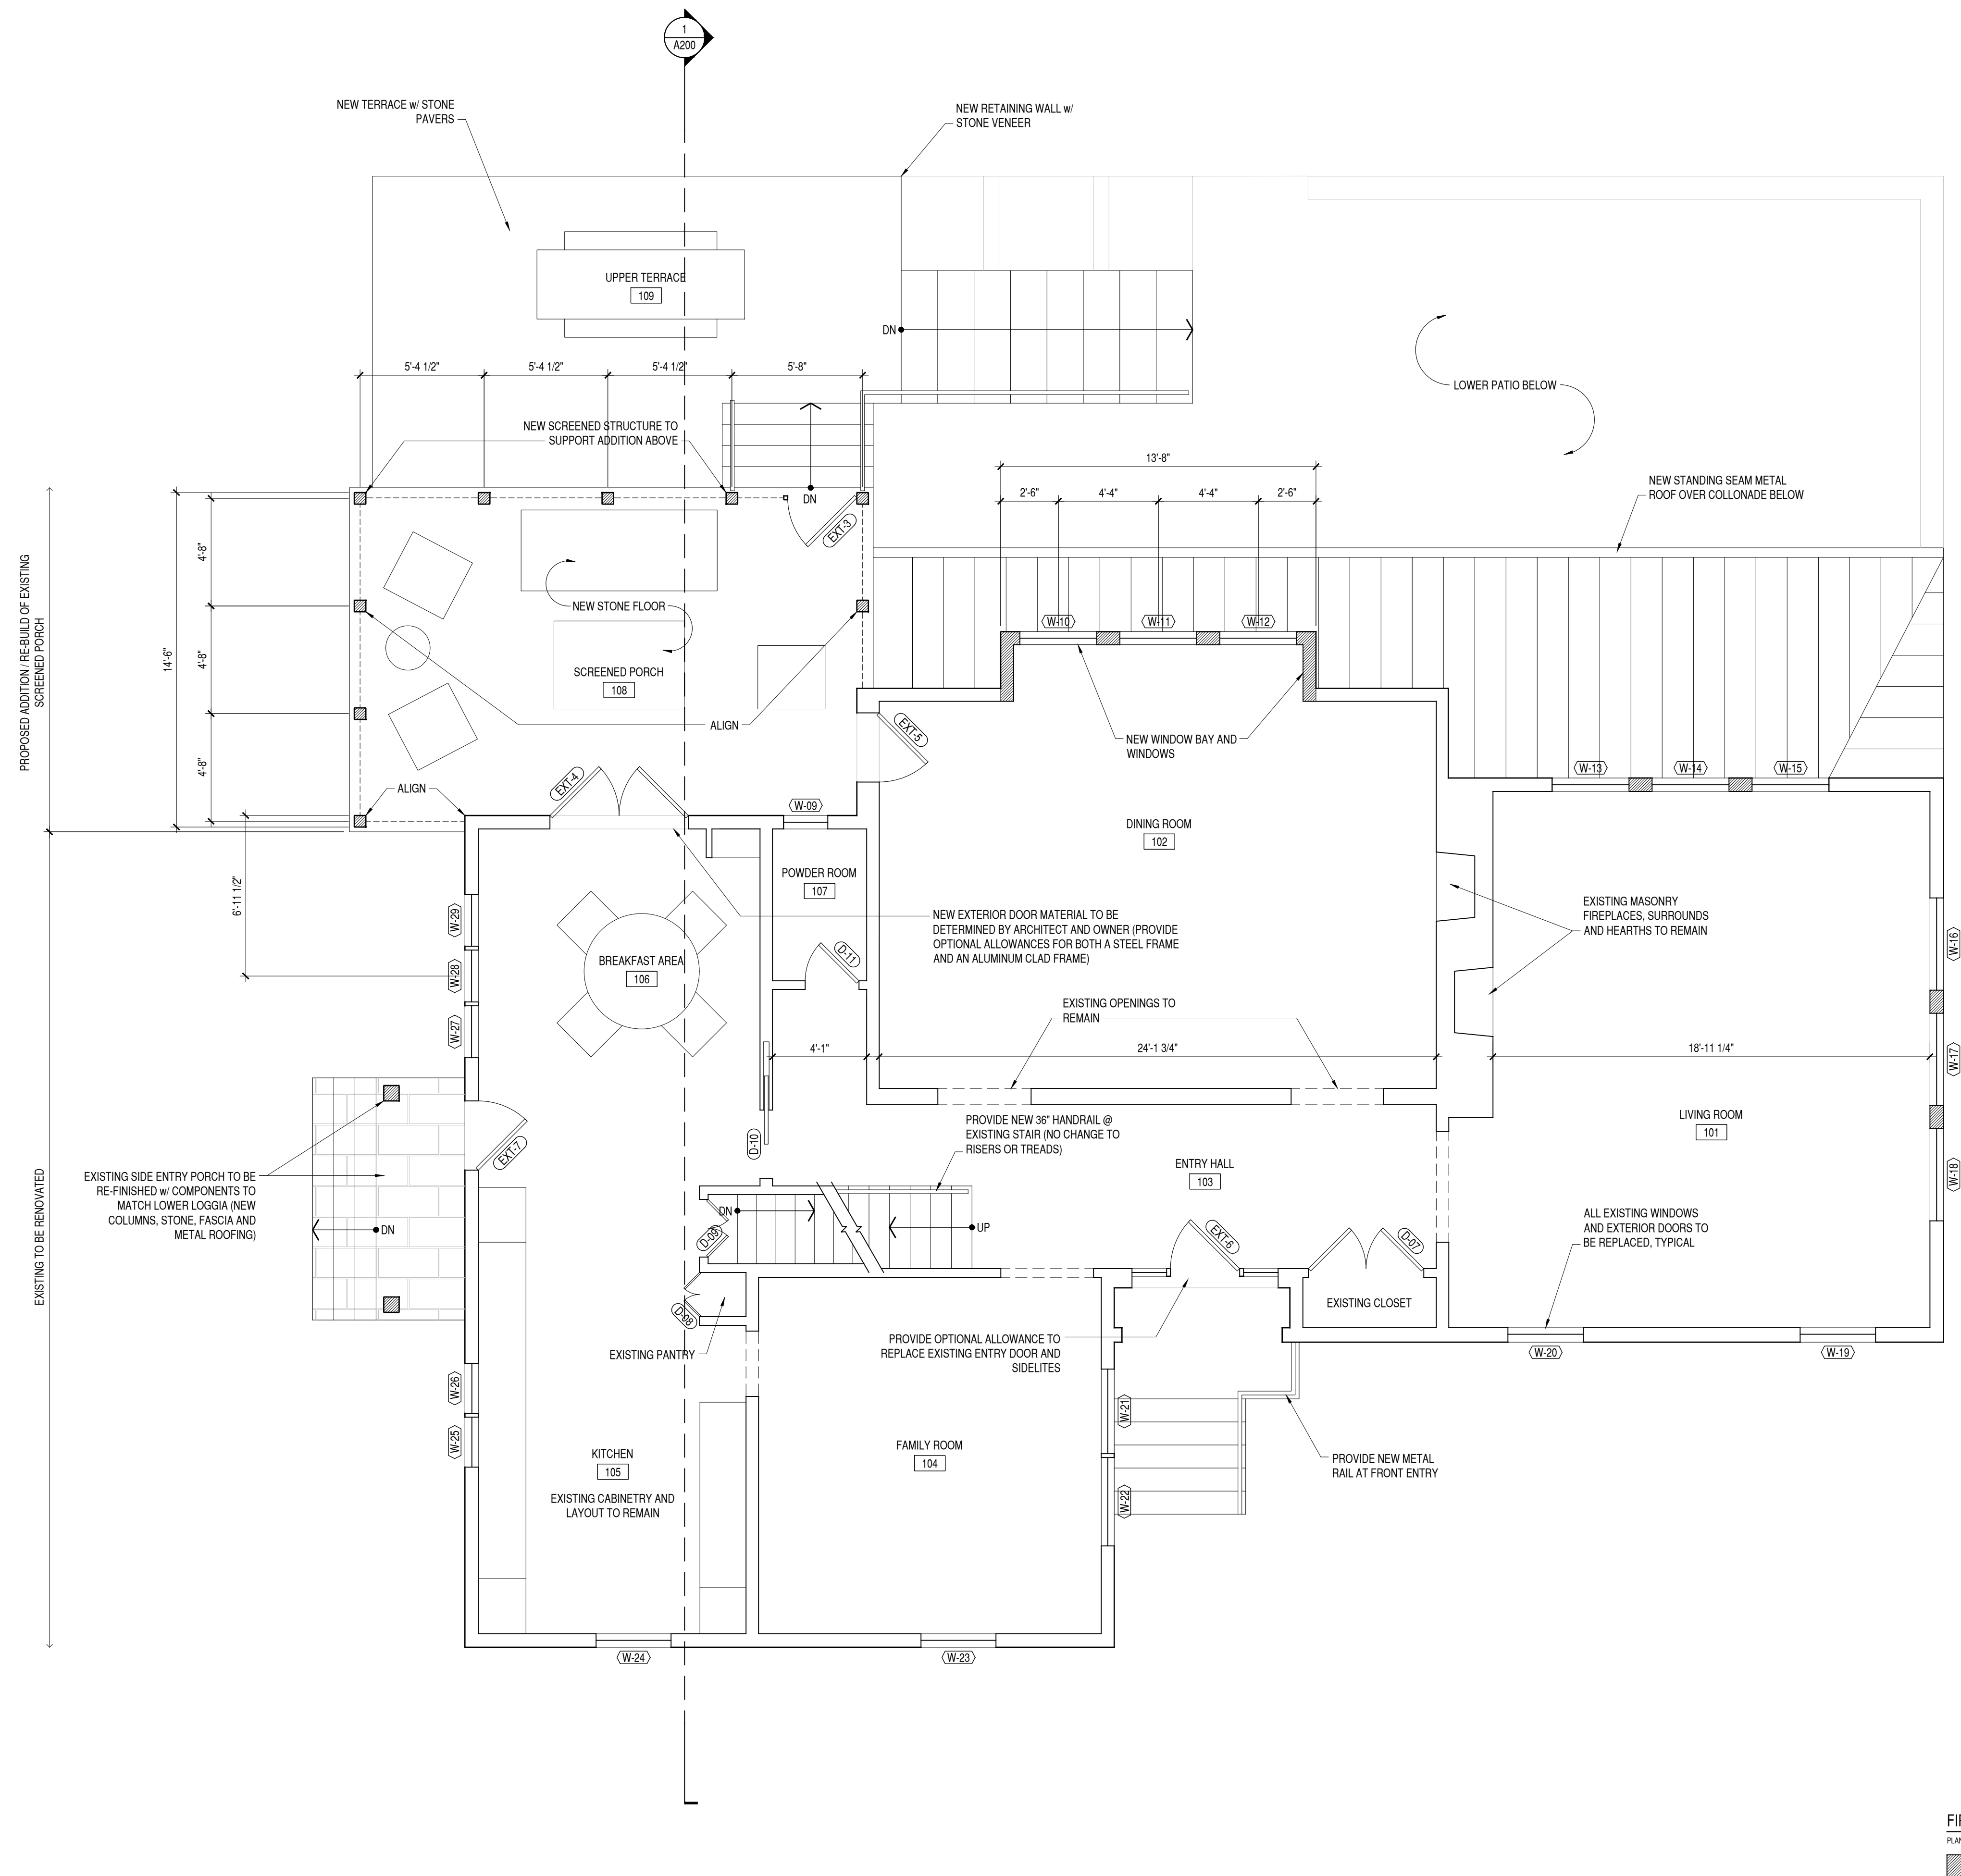 1
A200
NEW TERRACE w/ STONE
PAVERS
NEW RETAINING WALL w/
STONE VENEER
UPPER TERRACE
109
DN
LOWER PATIO BELOW
5'-4 1/2"
5'-4 1/2"
5'-4 1/2"
5'-8"
NEW SCREENED STRUCTURE TO
SUPPORT ADDITION ABOVE
DN
EXT-3
13'-8"
2'-6"
4'-4"
4'-4"
2'-6"
NEW STANDING SEAM METAL
ROOF OVER COLLONADE BELOW
PROPOSED ADDITION / RE-BUILD OF EXISTING
SCREENED PORCH
14'-6"
4'-8"
4'-8"
4'-8"
NEW STONE FLOOR
SCREENED PORCH
108
ALIGN
W-10
W-11
W-12
EXT-5
NEW WINDOW BAY AND
WINDOWS
W-13
W-14
W-15
ALIGN
EXT-4
W-09
DINING ROOM
102
POWDER ROOM
107
6'-11 1/2"
NEW EXTERIOR DOOR MATERIAL TO BE
DETERMINED BY ARCHITECT AND OWNER (PROVIDE
OPTIONAL ALLOWANCES FOR BOTH A STEEL FRAME
AND AN ALUMINUM CLAD FRAME)
EXISTING MASONRY
FIREPLACES, SURROUNDS
AND HEARTHS TO REMAIN
W-29
W-28
W-27
BREAKFAST AREA
106
D-11
W-16
W-17
W-18
EXISTING OPENINGS TO
REMAIN
4'-1"
24'-1 3/4"
18'-11 1/4"
LIVING ROOM
101
PROVIDE NEW 36" HANDRAIL @
EXISTING STAIR (NO CHANGE TO
RISERS OR TREADS)
D-10
EXT-7
ENTRY HALL
103
EXISTING SIDE ENTRY PORCH TO BE
RE-FINISHED w/ COMPONENTS TO
MATCH LOWER LOGGIA (NEW
COLUMNS, STONE, FASCIA AND
METAL ROOFING)
DN
DN
UP
D-09
EXT-6
D-07
ALL EXISTING WINDOWS
AND EXTERIOR DOORS TO
BE REPLACED, TYPICAL
EXISTING TO BE RENOVATED
D-08
EXISTING CLOSET
EXISTING PANTRY
PROVIDE OPTIONAL ALLOWANCE TO
REPLACE EXISTING ENTRY DOOR AND
SIDELITES
W-20
W-19
W-26
W-25
W-21
W-22
KITCHEN
105
EXISTING CABINETRY AND
LAYOUT TO REMAIN
FAMILY ROOM
104
PROVIDE NEW METAL
RAIL AT FRONT ENTRY
W-24
W-23